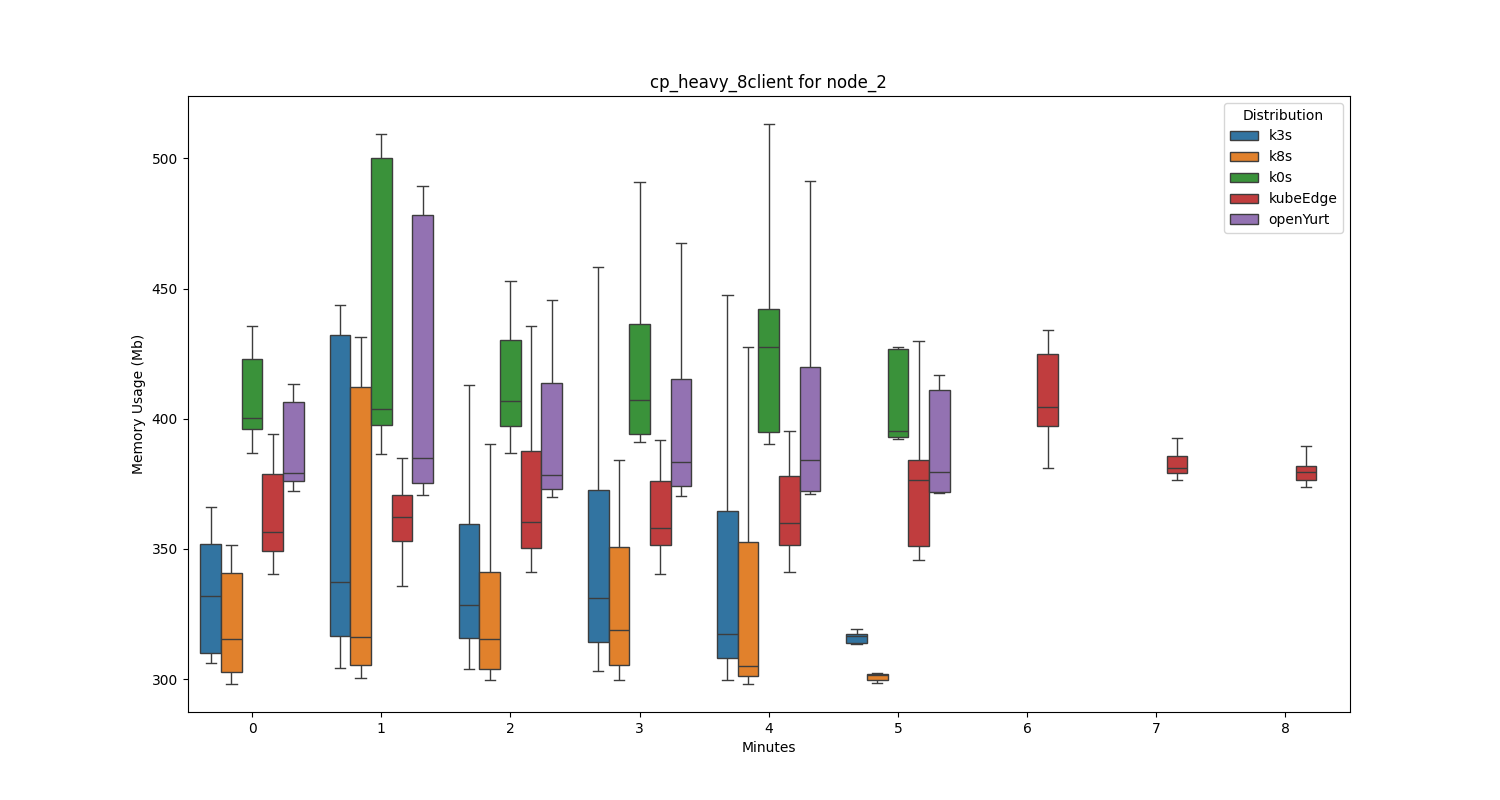 cp_heavy_8client for node_2
Distribution
k3s
k8s
k0s
kubeEdge
openYurt
Memory Usage (Mb)
500
450
400
350
300
0 1 2 3 4 5 6 7 8
Minutes